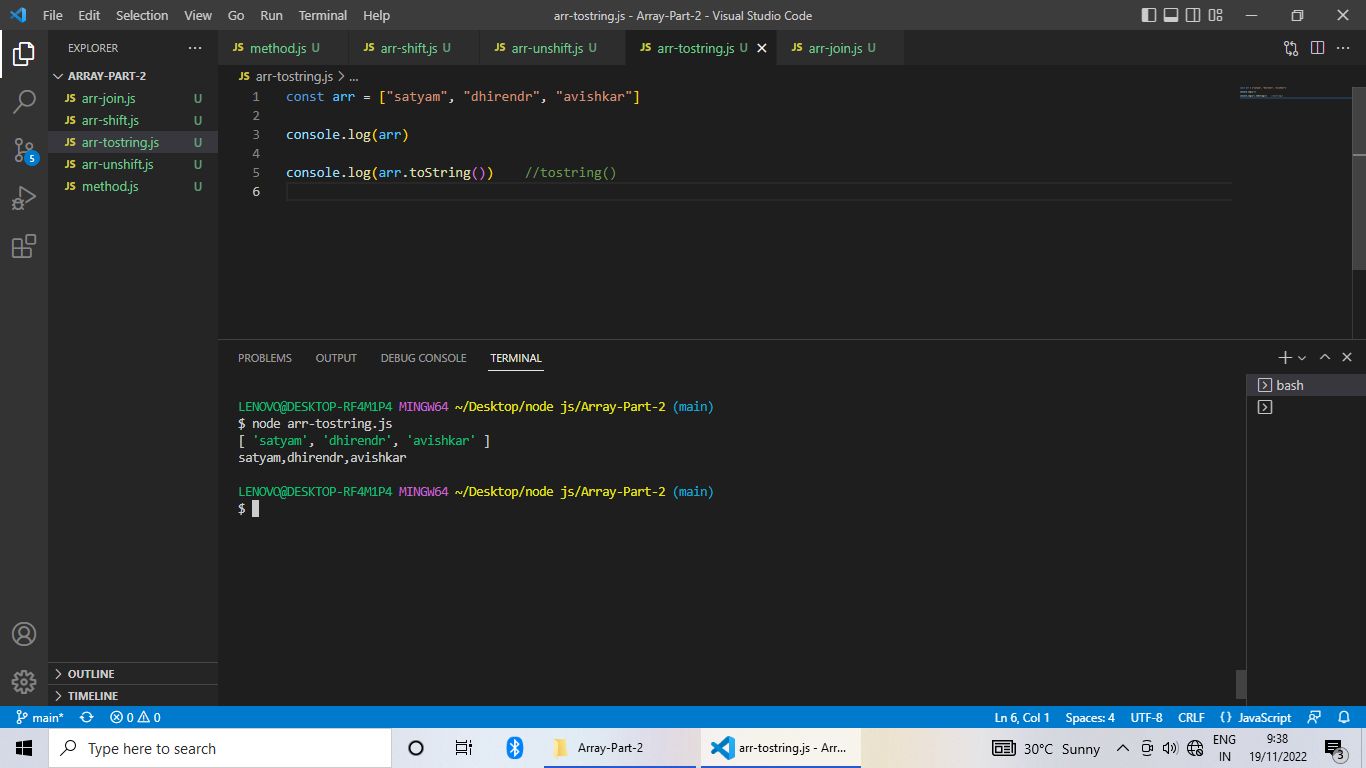 File Edit Selection View Go Run Terminal Help arr-tostring.js - Array-Part-2 - Visual Studio Code
EXPLORER ...
ARRAY-PART-2
JS arr-join.js U
JS arr-shift.js U
JS arr-tostring.js U
JS arr-unshift.js U
JS method.js U
OUTLINE
TIMELINE
5
JS method.js U JS arr-shift.js U JS arr-unshift.js U JS arr-tostring.js U JS arr-join.js U
JS arr-tostring.js > ...
1 const arr = ["satyam", "dhirendr", "avishkar"]
2
3 console.log(arr)
4
5 console.log(arr.toString()) //tostring()
6
PROBLEMS OUTPUT DEBUG CONSOLE TERMINAL
LENOVO@DESKTOP-RF4M1P4 MINGW64 ~/Desktop/node js/Array-Part-2 (main)
$ node arr-tostring.js
[ 'satyam', 'dhirendr', 'avishkar' ]
satyam,dhirendr,avishkar
LENOVO@DESKTOP-RF4M1P4 MINGW64 ~/Desktop/node js/Array-Part-2 (main)
$
bash
main* 0 0 Ln 6, Col 1 Spaces: 4 UTF-8 CRLF {} JavaScript
Type here to search Array-Part-2 arr-tostring.js - Arr... 30°C Sunny ENG IN 9:38 19/11/2022 3